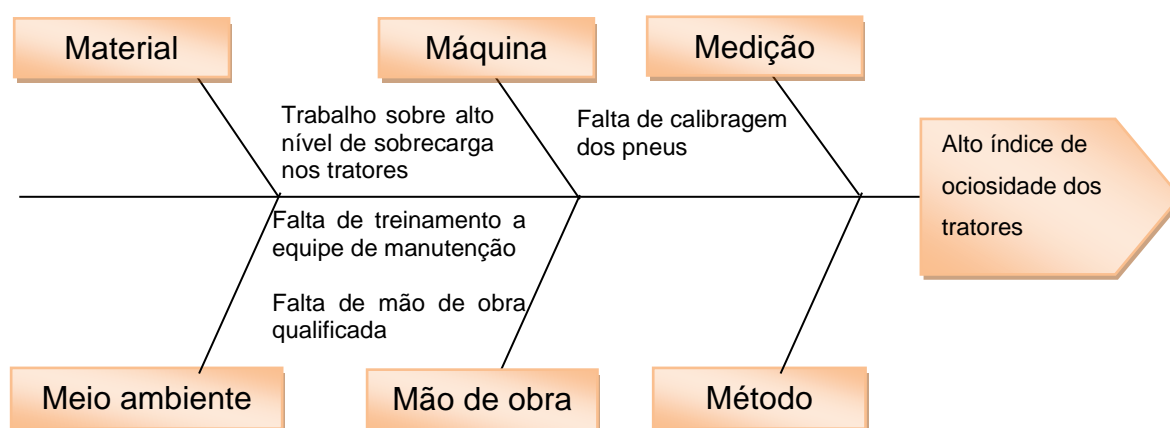 Material
Máquina
Medição
Trabalho sobre alto
nível de sobrecarga
nos tratores
Falta de calibragem
dos pneus
Alto índice de
ociosidade dos
tratores
Falta de treinamento a
equipe de manutenção
Falta de mão de obra
qualificada
Meio ambiente
Mão de obra
Método